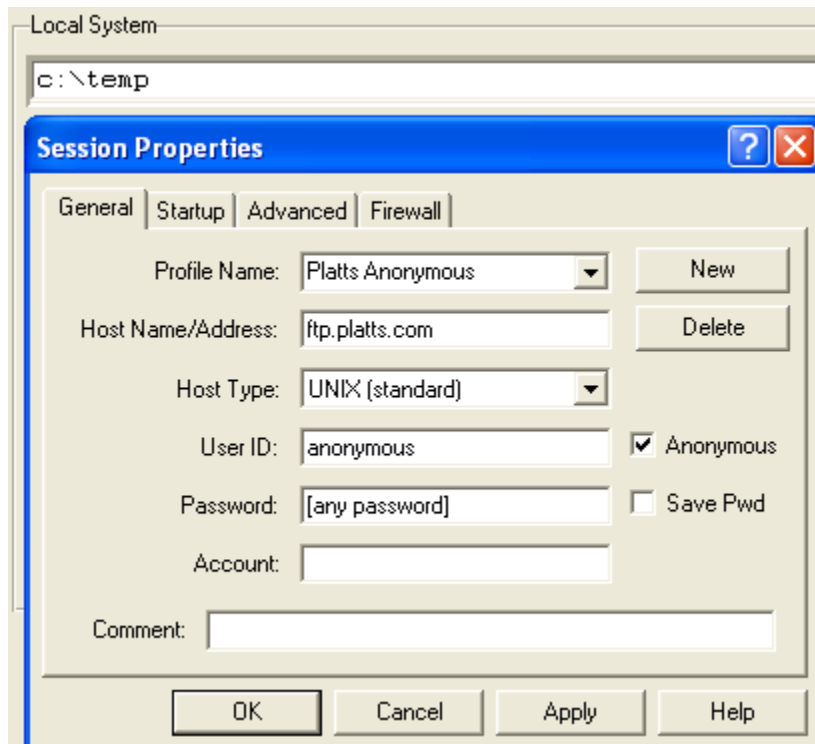 Local System
c:\temp
Session Properties
General Startup Advanced Firewall
Profile Name: Platts Anonymous New
Host Name/Address: ftp.platts.com Delete
Host Type: UNIX (standard)
User ID: anonymous Anonymous
Password: [any password] Save Pwd
Account:
Comment:
OK Cancel Apply Help